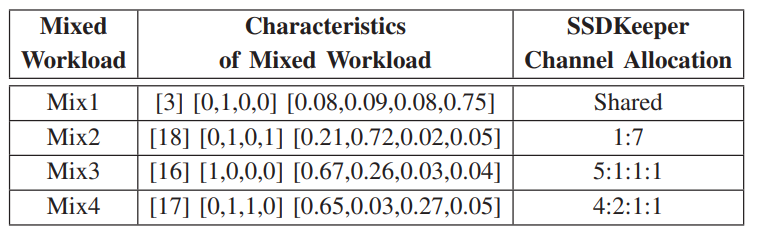 Mixed Workload Characteristics of Mixed Workload SSDKeeper Channel Allocation
Mix1 [3] [0,1,0,0] [0.08,0.09,0.08,0.75] Shared
Mix2 [18] [0,1,0,1] [0.21,0.72,0.02,0.05] 1:7
Mix3 [16] [1,0,0,0] [0.67,0.26,0.03,0.04] 5:1:1:1
Mix4 [17] [0,1,1,0] [0.65,0.03,0.27,0.05] 4:2:1:1